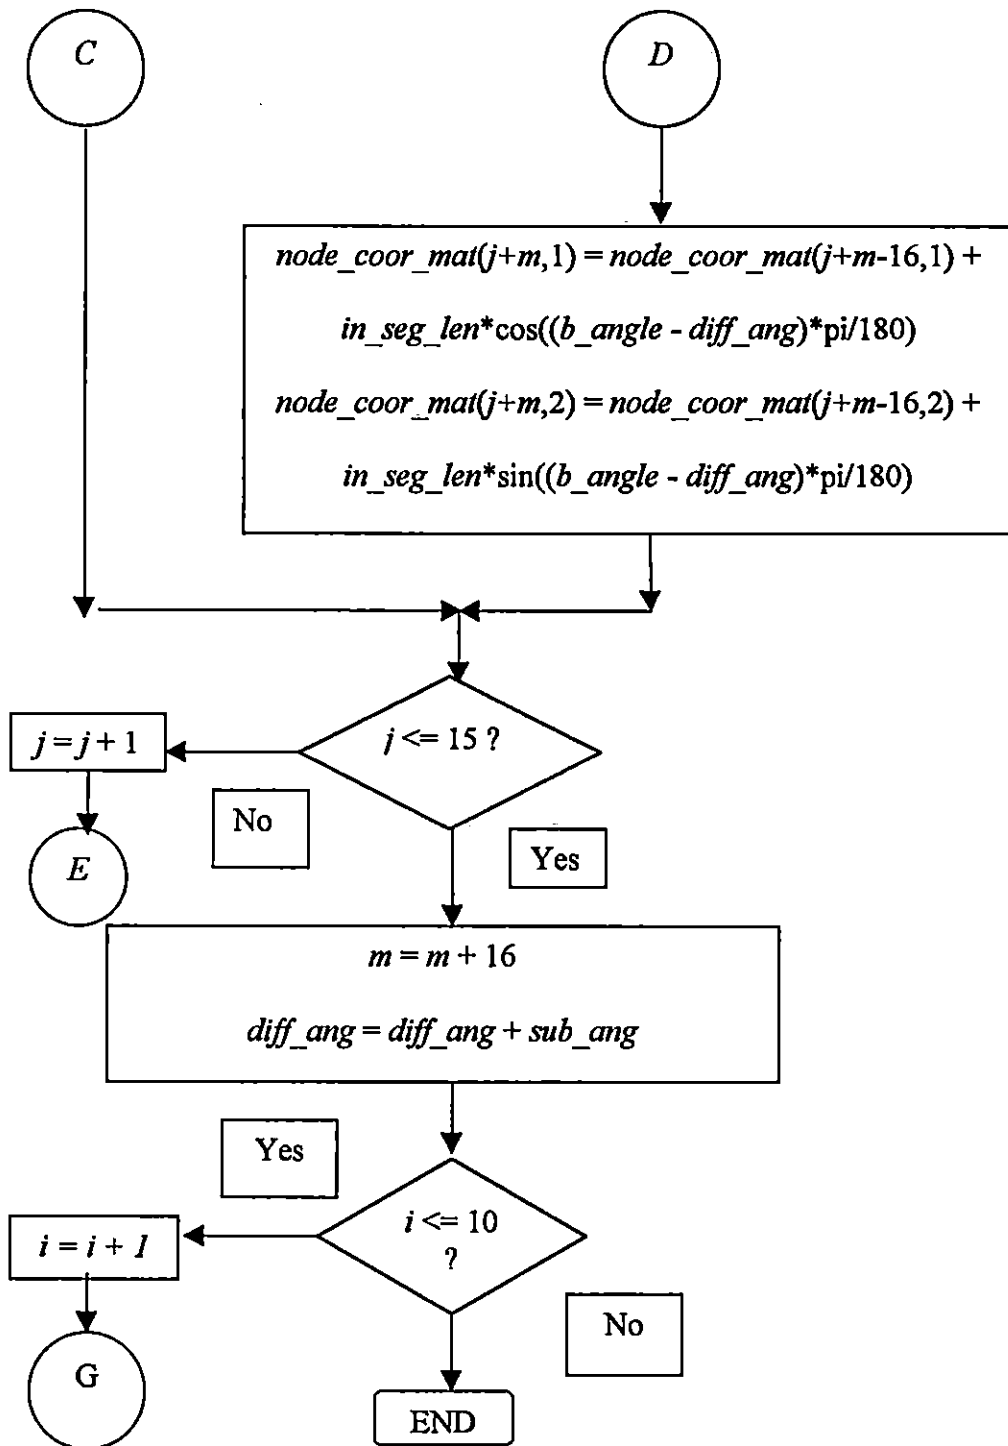 C
D
node_coor_mat(j+m,1) = node_coor_mat(j+m-16,1) +
in_seg_len*cos((b_angle - diff_ang)*pi/180)
node_coor_mat(j+m,2) = node_coor_mat(j+m-16,2) +
in_seg_len*sin((b_angle - diff_ang)*pi/180)
j <= 15 ?
j = j + 1
No
Yes
E
m = m + 16
diff_ang = diff_ang + sub_ang
Yes
i <= 10
?
i = i + 1
No
G
END